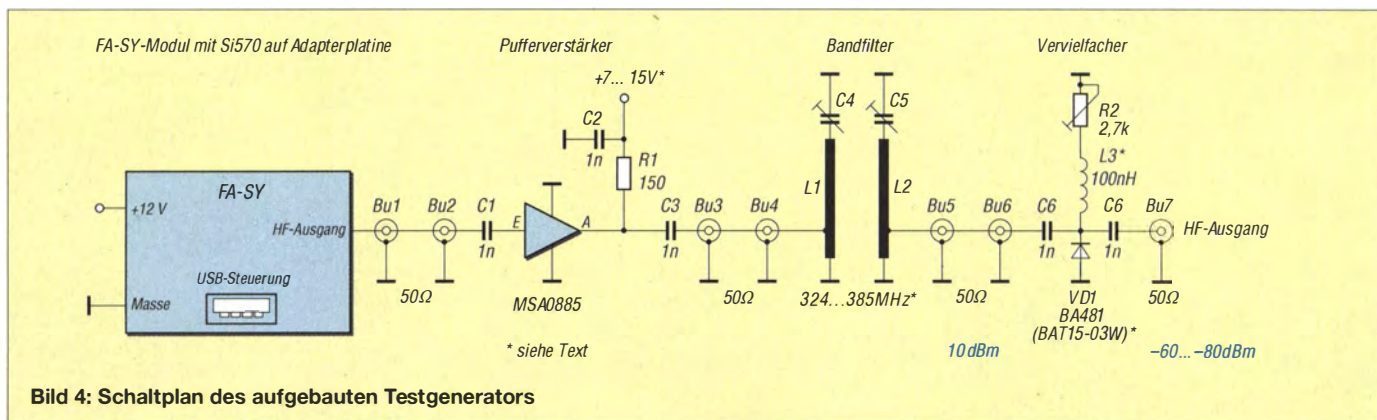 FA-SY-Modul mit Si570 auf Adapterplatine
Pufferverstärker
Bandfilter
Vervielfacher
+7... 15V*
C2
1n
R1
150
C4
C5
R2
2,7k
L3*
100nH
FA-SY
+12 V
HF-Ausgang
USB-Steuerung
Masse
Bu1
Bu2
C1
1n
E
A
C3
1n
Bu3
Bu4
L1
L2
Bu5
Bu6
C6
1n
C6
1n
Bu7
HF-Ausgang
50Ω
MSA0885
50Ω
324...385MHz*
50Ω
VD1
BA481
(BAT15-03W)*
50Ω
* siehe Text
10dBm
–60...–80dBm
Bild 4: Schaltplan des aufgebauten Testgenerators